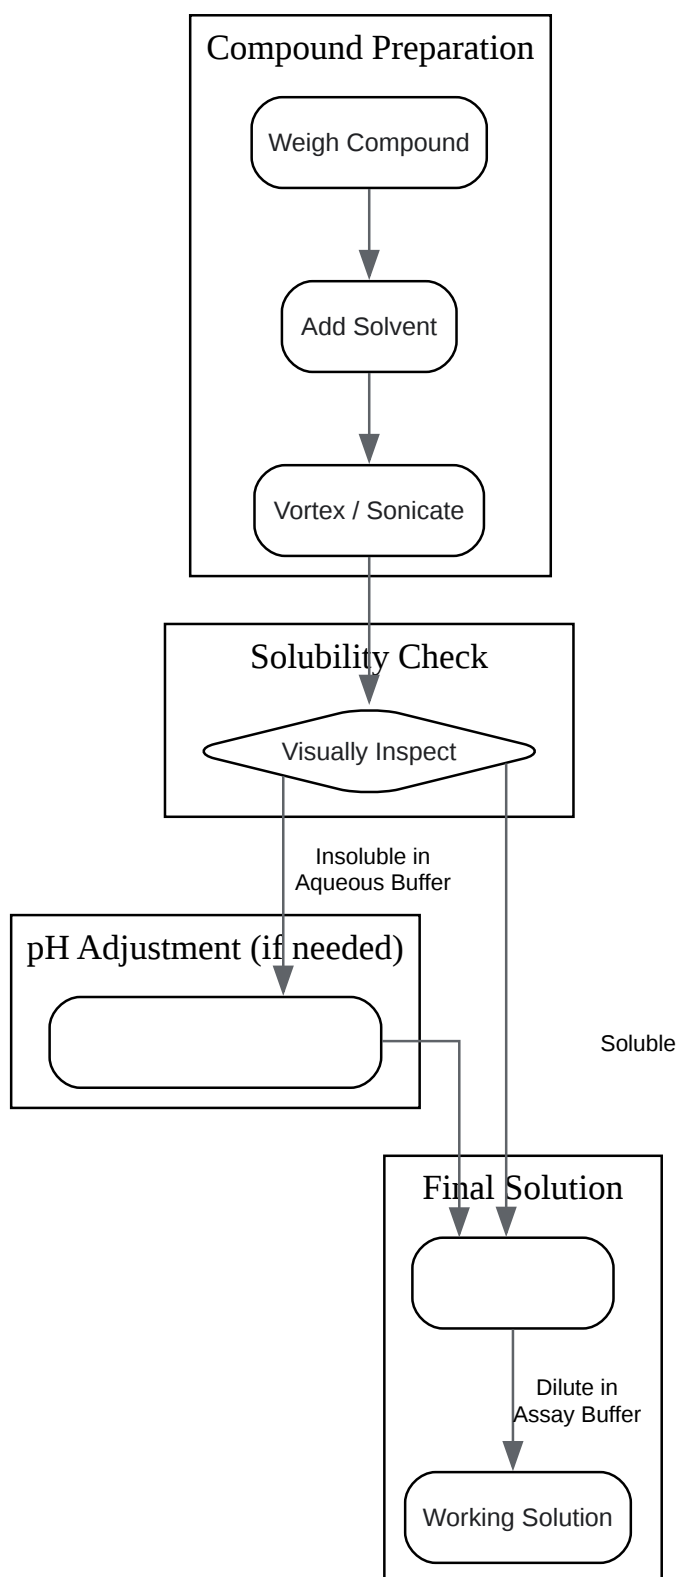 Compound Preparation
Weigh Compound
Add Solvent
Vortex / Sonicate
Solubility Check
Visually Inspect
Insoluble in
Aqueous Buffer
pH Adjustment (if needed)
Soluble
Final Solution
Dilute in
Assay Buffer
Working Solution